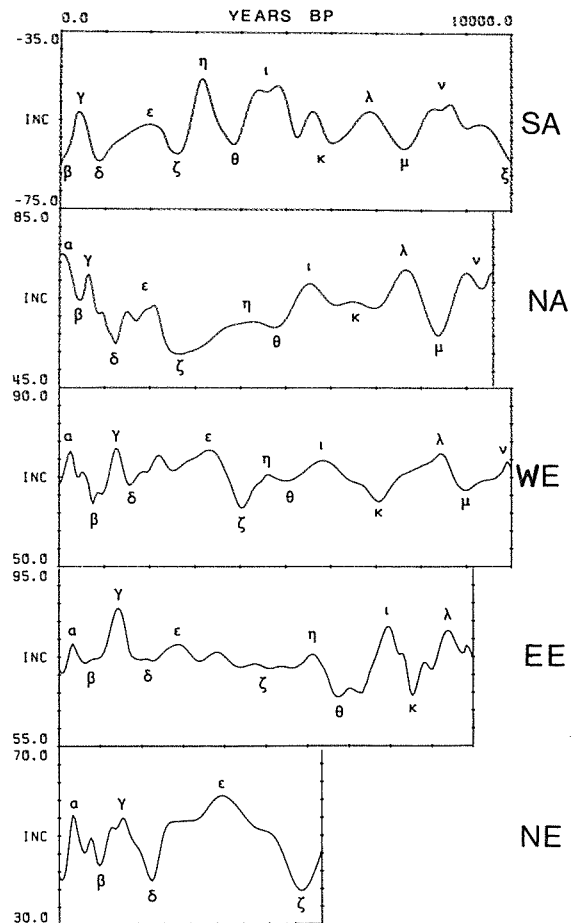 0.0 YEARS BP 10000.0
-35.0
γ ε η ι λ ν
INC SA
β δ ζ θ κ μ ξ
-75.0
85.0
α γ ε η ι λ ν
INC NA
β δ ζ θ κ μ
45.0
90.0
α γ ε η ι λ ν
INC WE
β δ ζ θ κ μ
50.0
95.0
α γ ε η ι λ
INC EE
β δ ζ θ κ
55.0
70.0
α γ ε
INC NE
β δ ζ
30.0